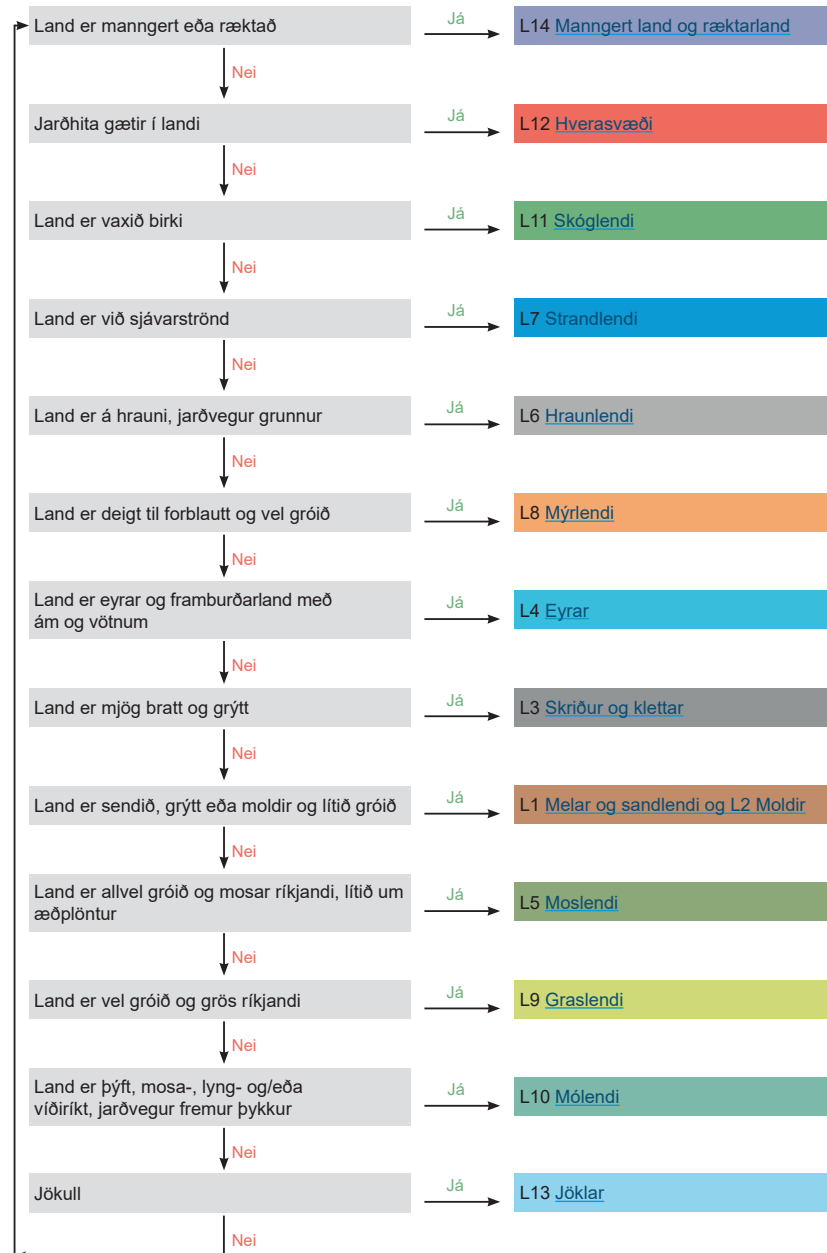 Land er manngert eða ræktað
Já
L14 Manngert land og ræktarland
Nei
Jarðhita gætir í landi
Já
L12 Hverasvæði
Nei
Land er vaxið birki
Já
L11 Skóglendi
Nei
Land er við sjávarströnd
Já
L7 Strandlendi
Nei
Land er á hrauni, jarðvegur grunnur
Já
L6 Hraunlendi
Nei
Land er deigt til forblautt og vel gróið
Já
L8 Mýrlendi
Nei
Land er eyrar og framburðarland með
ám og vötnum
Já
L4 Eyrar
Nei
Land er mjög bratt og grýtt
Já
L3 Skriður og klettar
Nei
Land er sendið, grýtt eða moldir og lítið gróið
Já
L1 Melar og sandlendi og L2 Moldir
Nei
Land er allvel gróið og mosar ríkjandi, lítið um
æðplöntur
Já
L5 Moslendi
Nei
Land er vel gróið og grös ríkjandi
Já
L9 Graslendi
Nei
Land er þýft, mosa-, lyng- og/eða
víðiríkt, jarðvegur fremur þykkur
Já
L10 Mólendi
Nei
Jökull
Já
L13 Jöklar
Nei